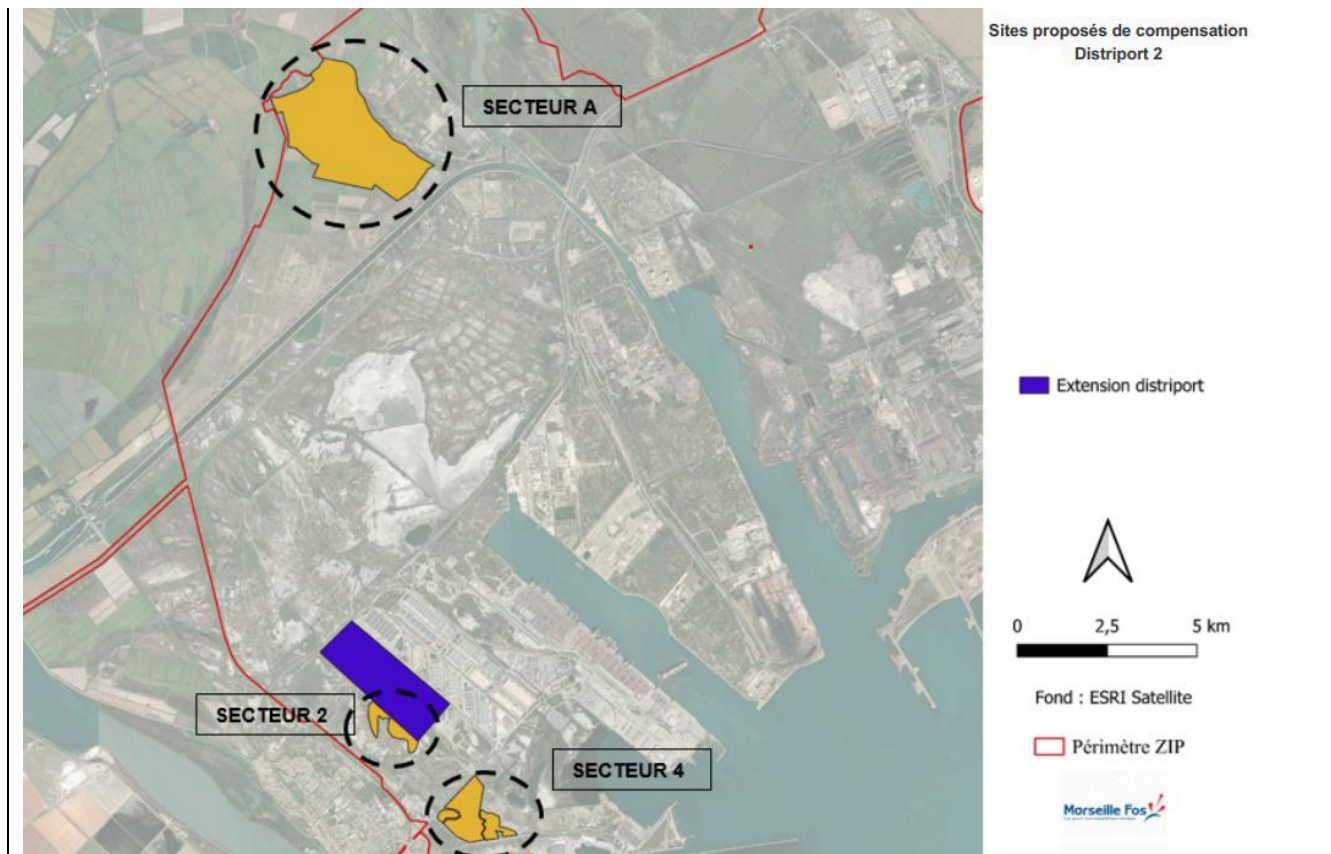 Sites proposés de compensation
Distriport 2
SECTEUR A
Extension distriport
0 2,5 5 km
SECTEUR 2
Fond : ESRI Satellite
SECTEUR 4
Périmètre ZIP
Marseille Fos